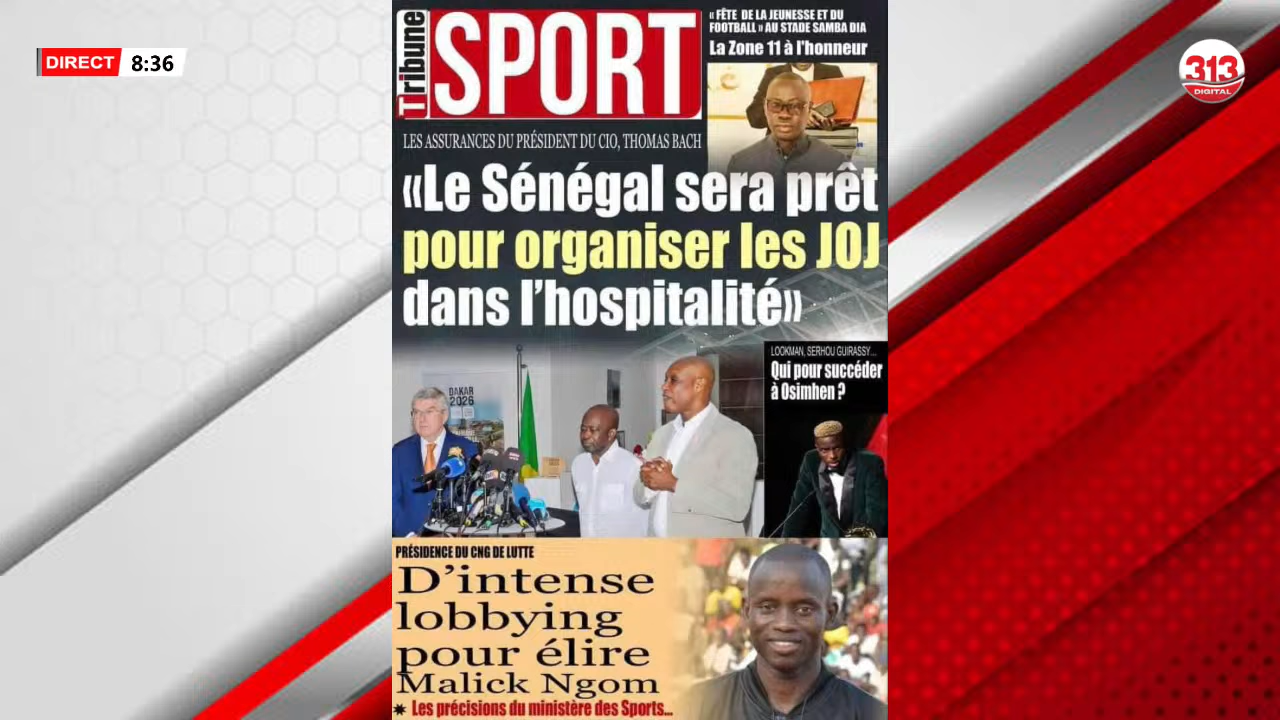 DIRECT 8:36
313
DIGITAL
Tribune
SPORT
« FÊTE DE LA JEUNESSE ET DU
FOOTBALL » AU STADE SAMBA DIA
La Zone 11 à l'honneur
LES ASSURANCES DU PRÉSIDENT DU CIO, THOMAS BACH
«Le Sénégal sera prêt
pour organiser les JOJ
dans l'hospitalité»
DAKAR
2026
LOOKMAN, SERHOU GUIRASSY...
Qui pour succéder
à Osimhen ?
PRÉSIDENCE DU CNG DE LUTTE
D'intense
lobbying
pour élire
Malick Ngom
Les précisions du ministère des Sports...